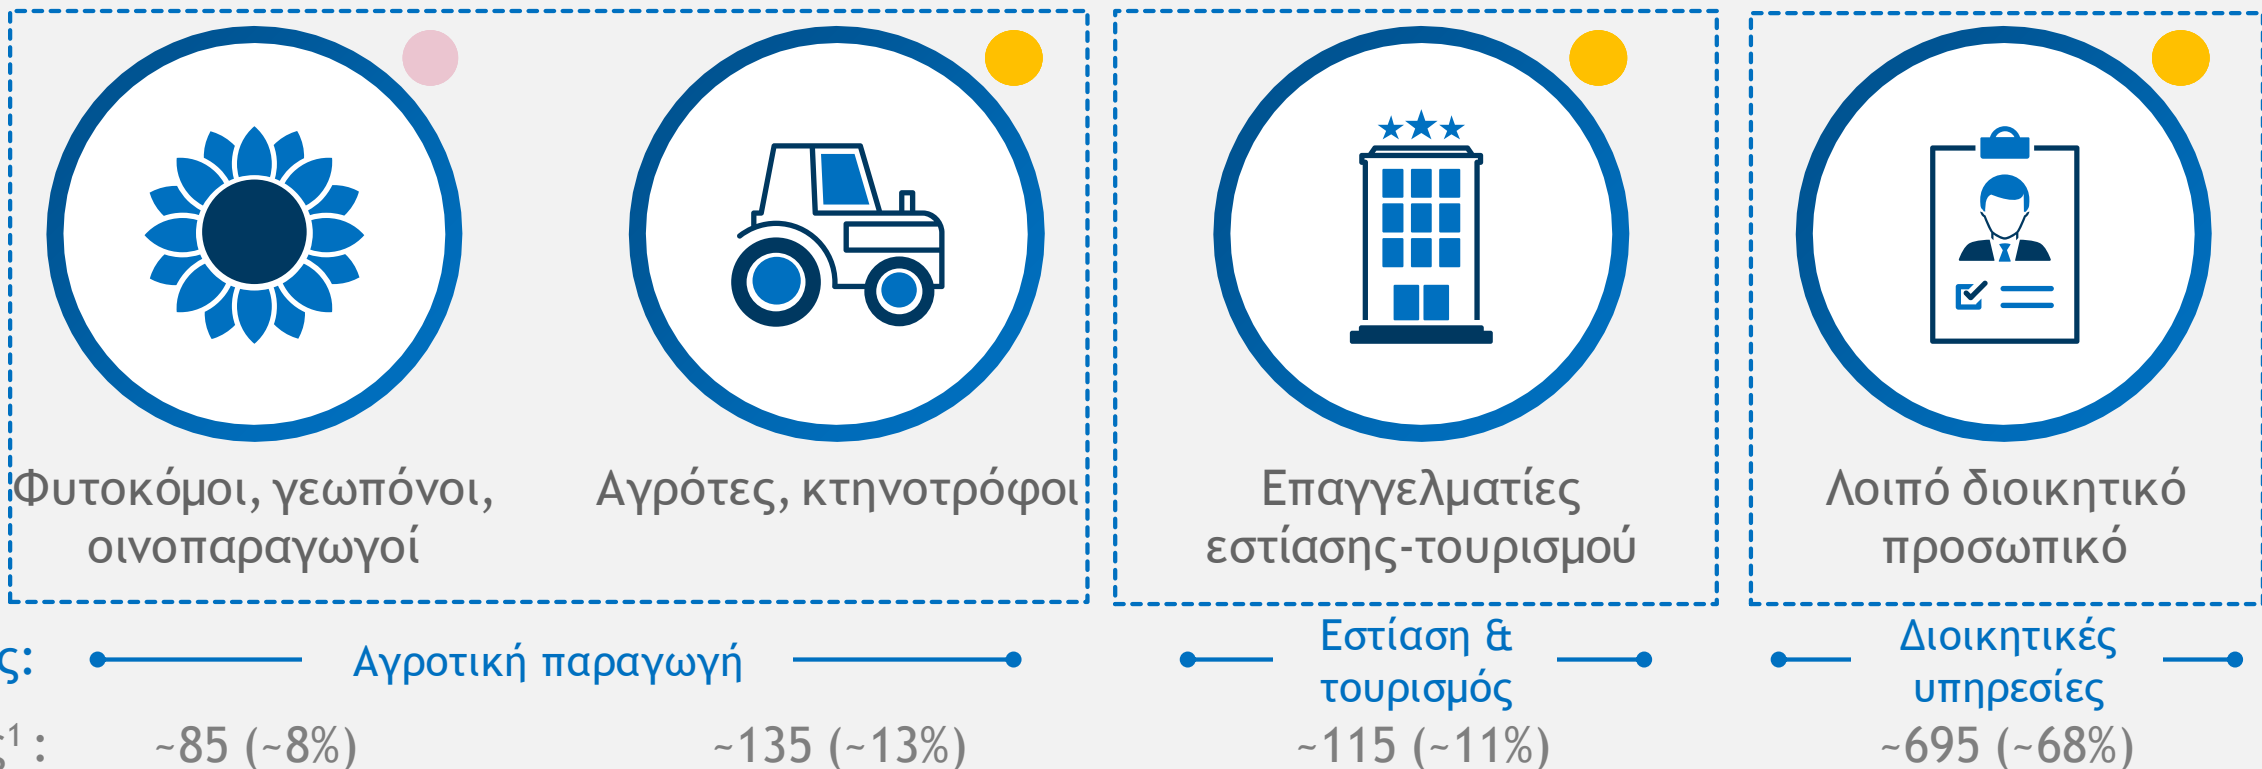 Φυτοκόμοι, γεωπόνοι,
οινοπαραγωγοί
Αγρότες, κτηνοτρόφοι
Επαγγελματίες
εστίασης-τουρισμού
Λοιπό διοικητικό
προσωπικό
ς:
Αγροτική παραγωγή
Εστίαση &
τουρισμός
Διοικητικές
υπηρεσίες
ς¹ :
~85 (~8%)
~135 (~13%)
~115 (~11%)
~695 (~68%)